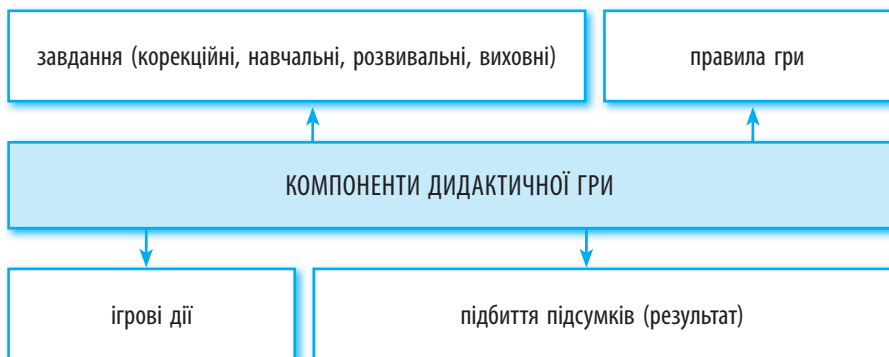 завдання (корекційні, навчальні, розвивальні, виховні)
правила гри
КОМПОНЕНТИ ДИДАКТИЧНОЇ ГРИ
ігрові дії
підбиття підсумків (результат)